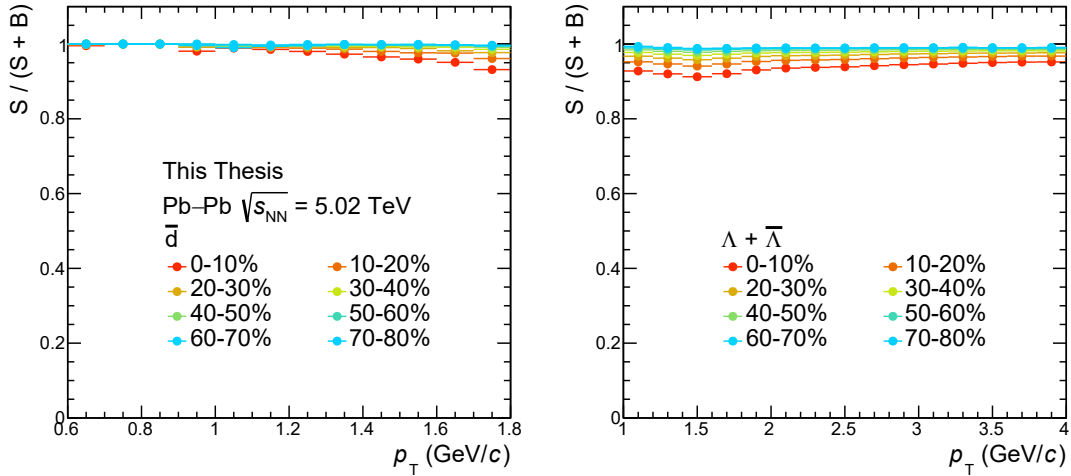 S / (S + B)
1
0.8
0.6
0.4
0.2
0
This Thesis
Pb–Pb √s_NN = 5.02 TeV
d̅
0-10% 10-20%
20-30% 30-40%
40-50% 50-60%
60-70% 70-80%
0.6 0.8 1 1.2 1.4 1.6 1.8
p_T (GeV/c)
S / (S + B)
1
0.8
0.6
0.4
0.2
0
Λ + Λ̅
0-10% 10-20%
20-30% 30-40%
40-50% 50-60%
60-70% 70-80%
1 1.5 2 2.5 3 3.5 4
p_T (GeV/c)